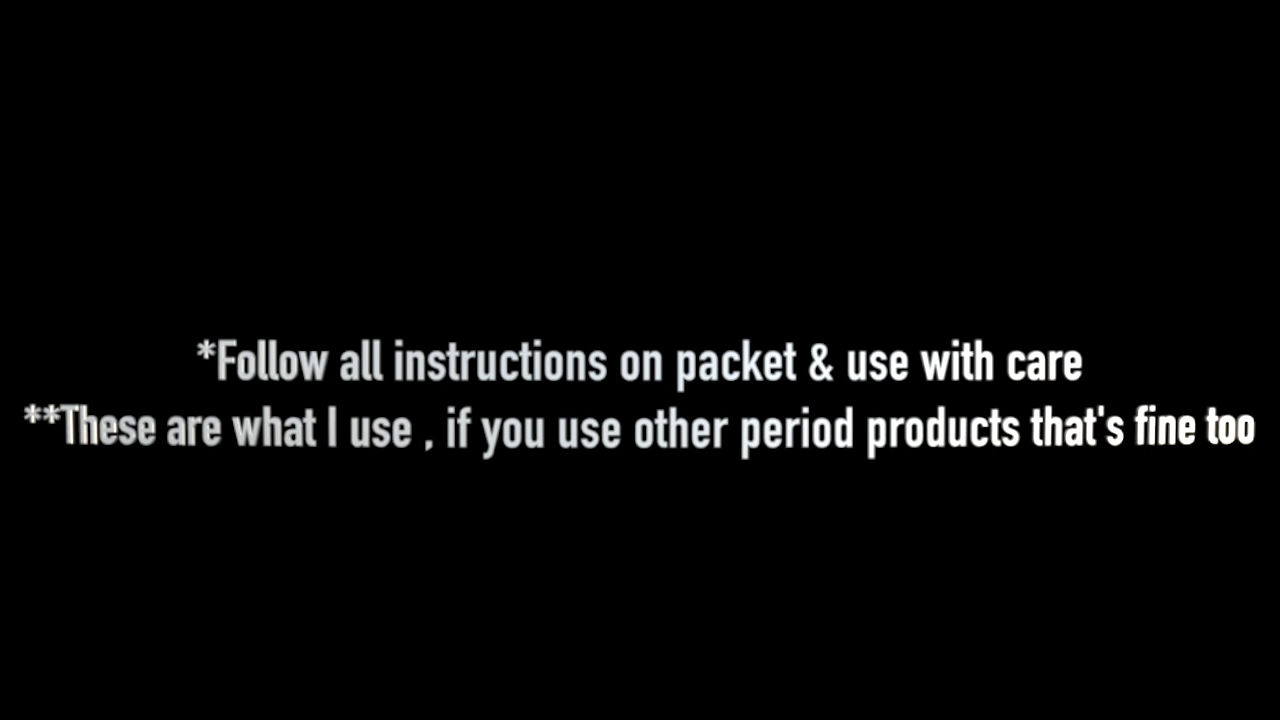 *Follow all instructions on packet & use with care
**These are what I use , if you use other period products that's fine too